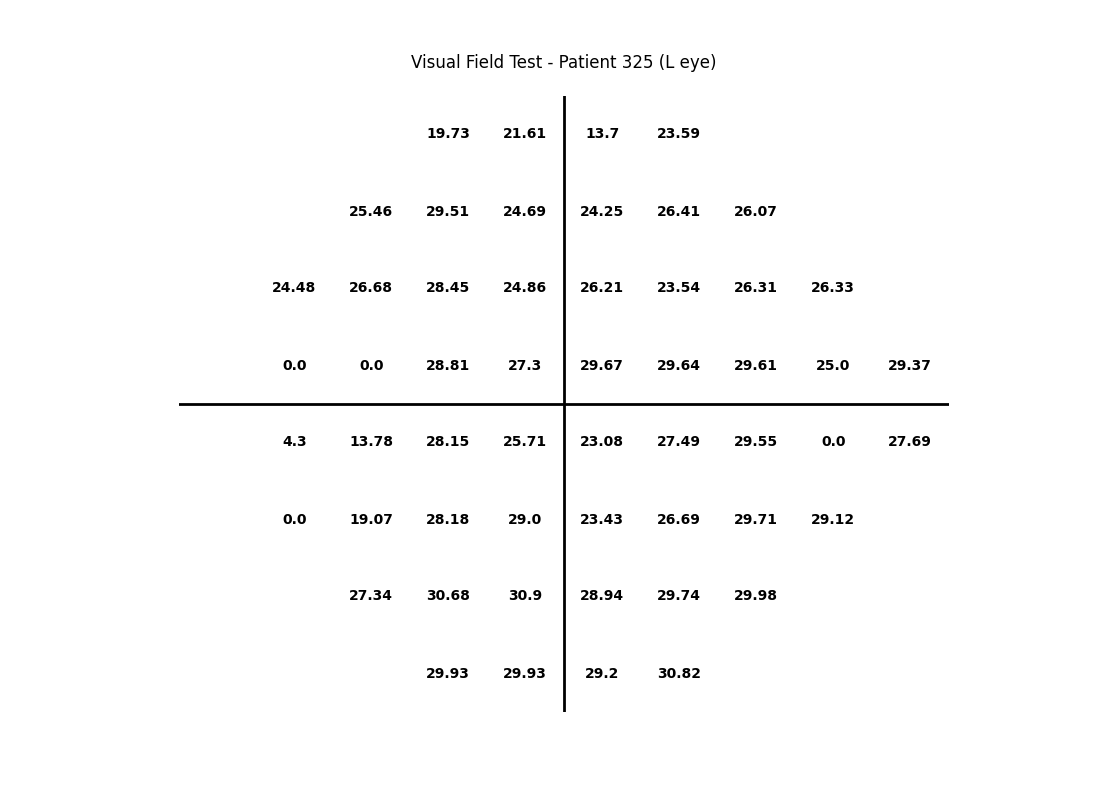 Visual Field Test - Patient 325 (L eye)
19.73 21.61 13.7 23.59
25.46 29.51 24.69 24.25 26.41 26.07
24.48 26.68 28.45 24.86 26.21 23.54 26.31 26.33
0.0 0.0 28.81 27.3 29.67 29.64 29.61 25.0 29.37
4.3 13.78 28.15 25.71 23.08 27.49 29.55 0.0 27.69
0.0 19.07 28.18 29.0 23.43 26.69 29.71 29.12
27.34 30.68 30.9 28.94 29.74 29.98
29.93 29.93 29.2 30.82